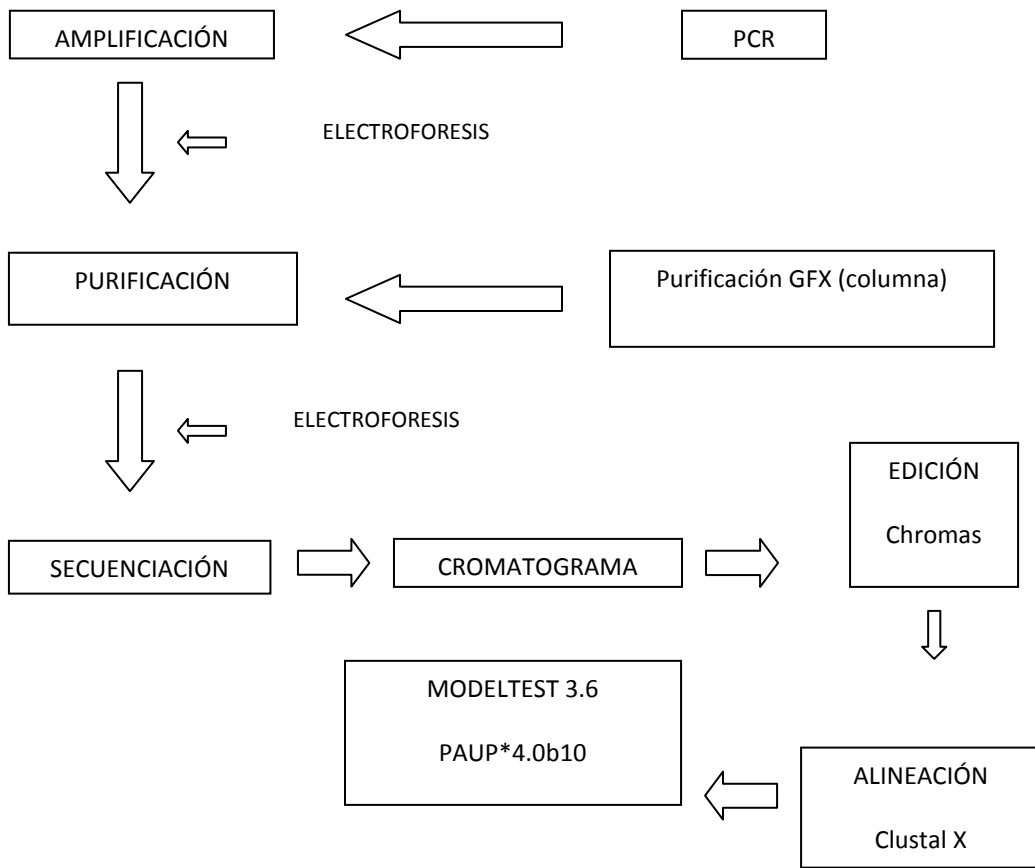 AMPLIFICACIÓN
PCR
ELECTROFORESIS
PURIFICACIÓN
Purificación GFX (columna)
ELECTROFORESIS
SECUENCIACIÓN
CROMATOGRAMA
EDICIÓN
Chromas
MODELTEST 3.6
PAUP*4.0b10
ALINEACIÓN
Clustal X